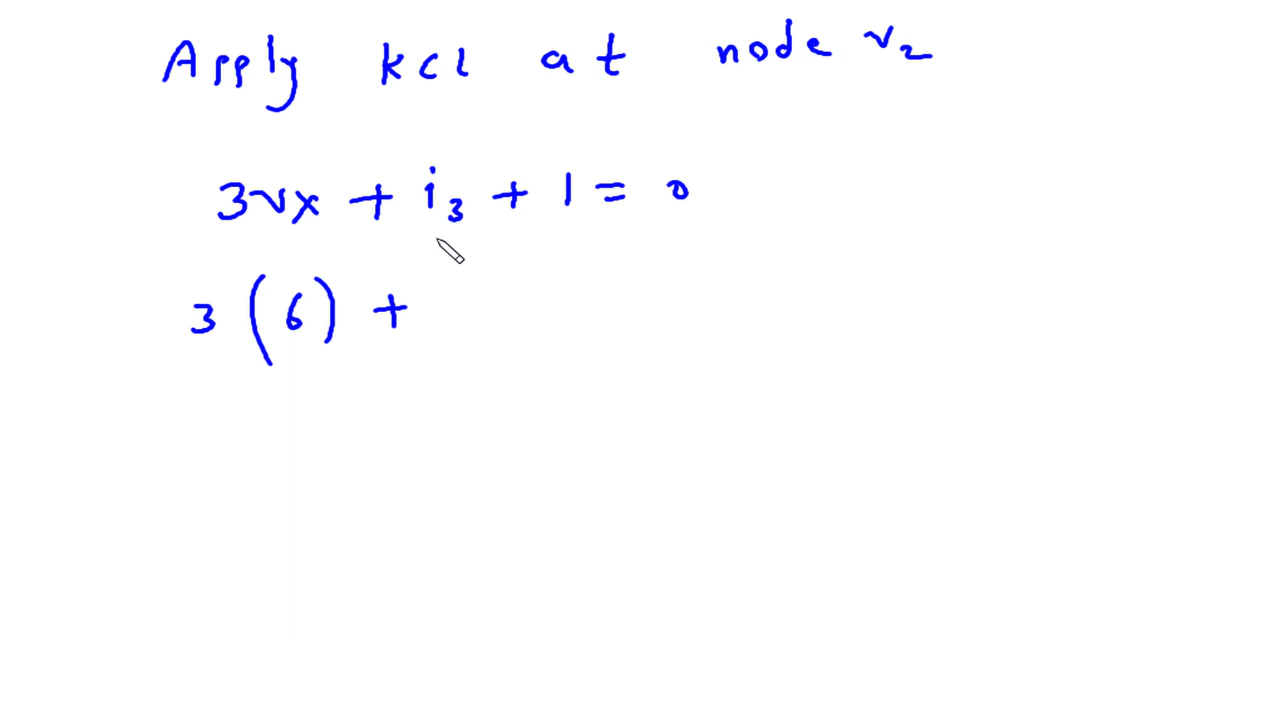 Apply kcl at node v₂
3vx + i₃ + 1 = 0
3 (6) +